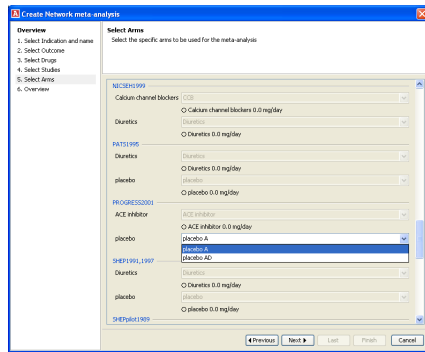 Create Network meta-analysis
Overview
1. Select Indication and name
2. Select Outcome
3. Select Drugs
4. Select Studies
5. Select Arms
6. Overview
Select Arms
Select the specific arms to be used for the meta-analysis
NICSEH1999
Calcium channel blockers CCB
Calcium channel blockers 0.0 mg/day
Diuretics Diuretics
Diuretics 0.0 mg/day
PATS1995
Diuretics Diuretics
Diuretics 0.0 mg/day
placebo placebo
placebo 0.0 mg/day
PROGRESS2001
ACE inhibitor ACE inhibitor
ACE inhibitor 0.0 mg/day
placebo placebo A
placebo A
placebo AD
SHEP1991,1997
Diuretics Diuretics
Diuretics 0.0 mg/day
placebo placebo
placebo 0.0 mg/day
SHEPpilot1989
Previous Next Last Finish Cancel